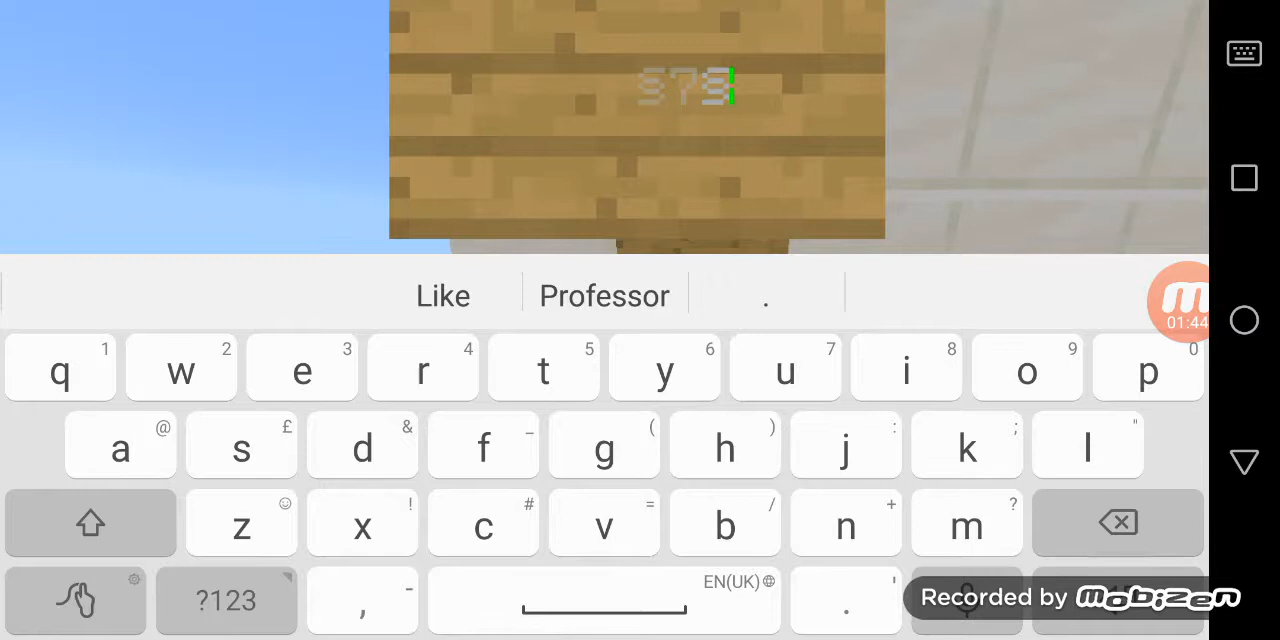 Like Professor .
01:44
q 1 w 2 e 3 r 4 t 5 y 6 u 7 i 8 o 9 p 0
a @ s £ d & f _ g ( h ) j : k ; l "
z x ! c # v = b / n + m ?
?123 , - EN(UK) . '
Recorded by mobizen